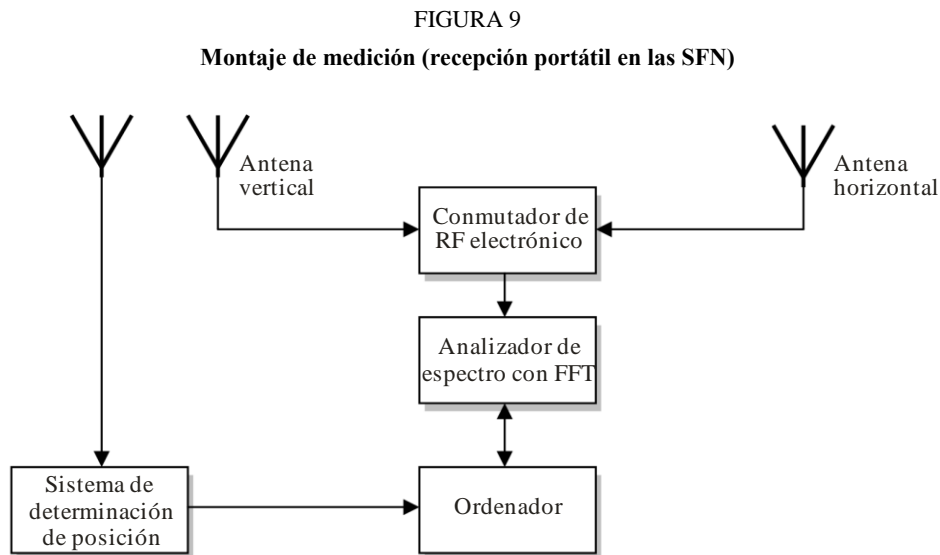 FIGURA 9
Montaje de medición (recepción portátil en las SFN)
Antena
vertical
Antena
horizontal
Conmutador de
RF electrónico
Analizador de
espectro con FFT
Sistema de
determinación
de posición
Ordenador